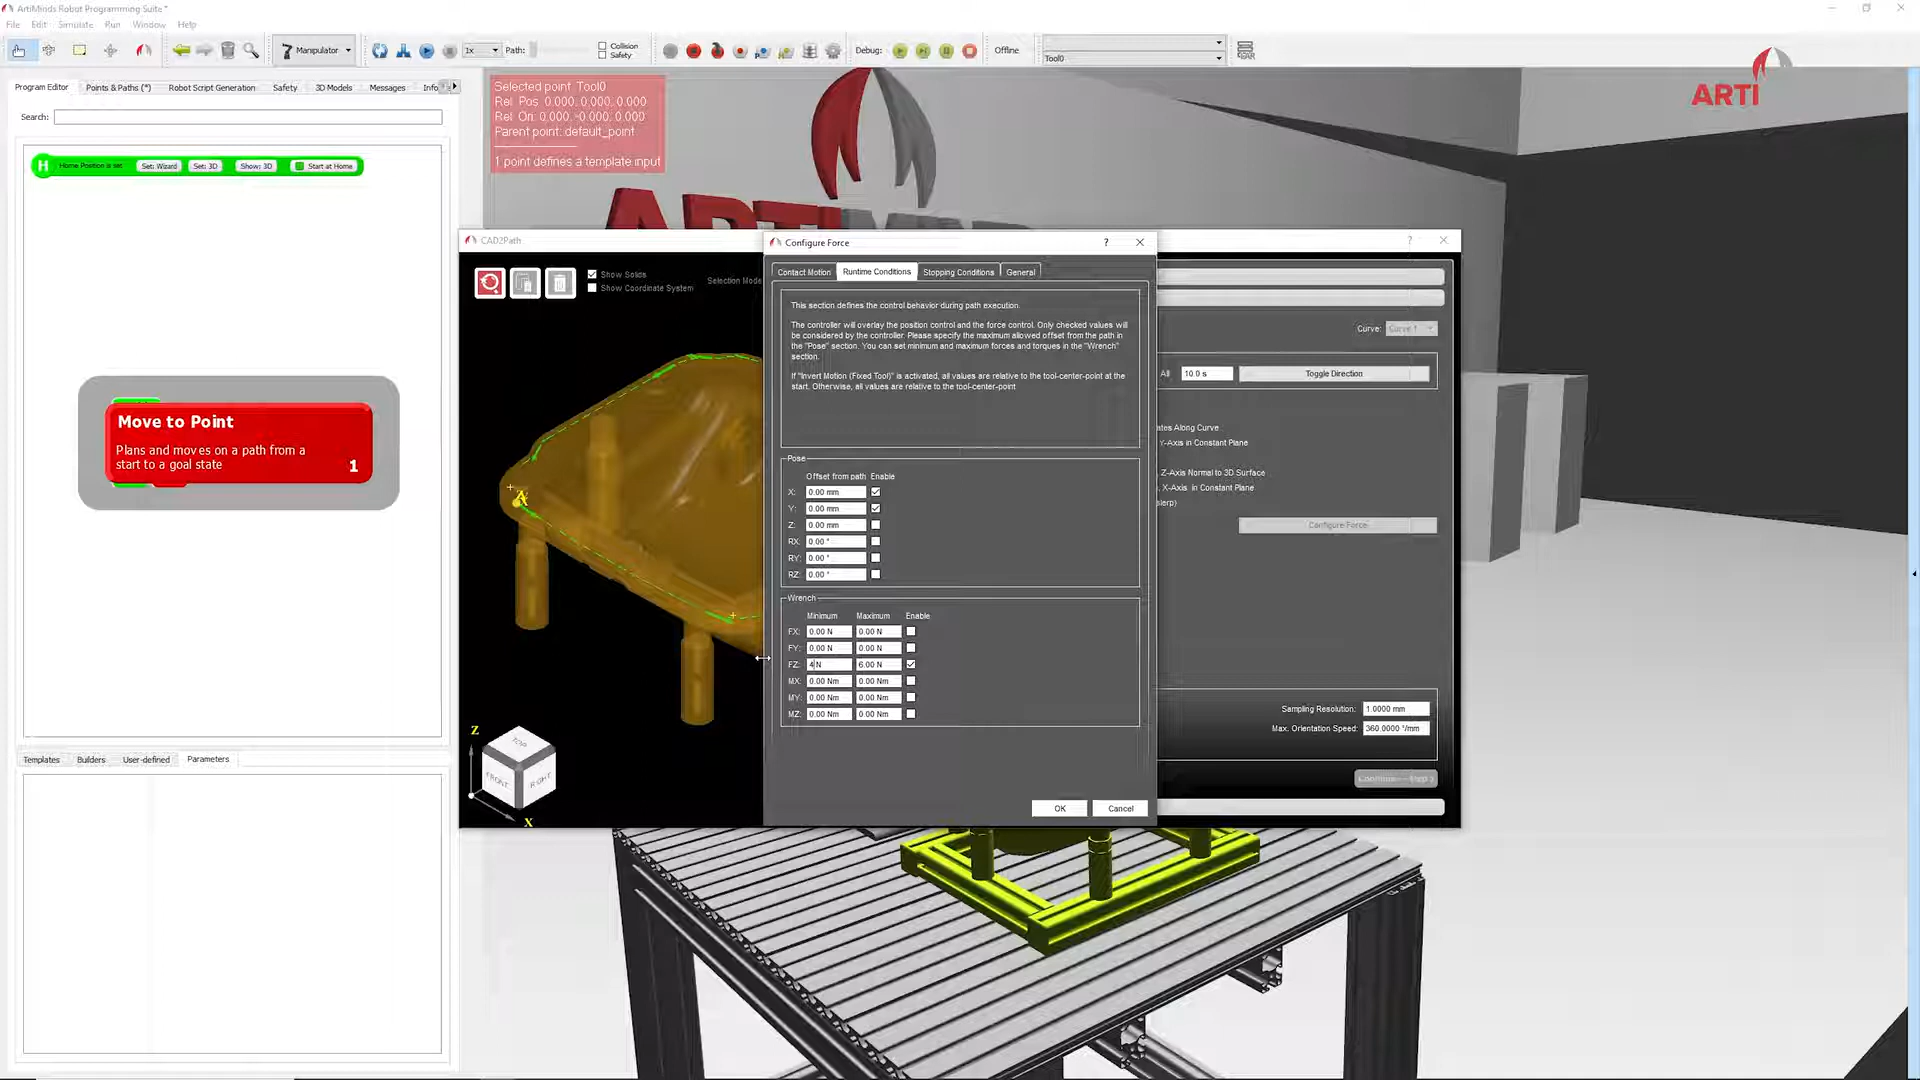 ArtiMinds Robot Programming Suite *
File Edit Simulate Run Window Help
Manipulator
1x
Path:
Collision
Safety
Debug:
Offline
Tool0
Program Editor
Points & Paths (*)
Robot Script Generation
Safety
3D Models
Messages
Info
Search:
H Home Position is set
Set: Wizard
Set: 3D
Show: 3D
Start at Home
Move to Point
Plans and moves on a path from a
start to a goal state
1
Templates
Builders
User-defined
Parameters
Selected point: Tool0
Rel. Pos: 0.000, 0.000, 0.000
Rel. Ori: 0.000, -0.000, 0.000
Parent point: default_point
1 point defines a template input
ARTI
CAD2Path
Show Solids
Show Coordinate System
Selection Mode
TOP
FRONT
RIGHT
Z
X
Configure Force
?
Contact Motion
Runtime Conditions
Stopping Conditions
General
This section defines the control behavior during path execution.
The controller will overlay the position control and the force control. Only checked values will
be considered by the controller. Please specify the maximum allowed offset from the path in
the "Pose" section. You can set minimum and maximum forces and torques in the "Wrench"
section.
If "Invert Motion (Fixed Tool)" is activated, all values are relative to the tool-center-point at the
start. Otherwise, all values are relative to the tool-center-point
Pose
Offset from path Enable
X: 0.00 mm
Y: 0.00 mm
Z: 0.00 mm
RX: 0.00 °
RY: 0.00 °
RZ: 0.00 °
Wrench
Minimum Maximum Enable
FX: 0.00 N 0.00 N
FY: 0.00 N 0.00 N
FZ: 4 N 6.00 N
MX: 0.00 Nm 0.00 Nm
MY: 0.00 Nm 0.00 Nm
MZ: 0.00 Nm 0.00 Nm
OK
Cancel
?
Curve: Curve 1
All 10.0 s
Toggle Direction
ates Along Curve
Y-Axis in Constant Plane
, Z-Axis Normal to 3D Surface
, X-Axis in Constant Plane
slerp)
Configure Force
Sampling Resolution: 1.0000 mm
Max. Orientation Speed: 360.0000 °/mm
ARTI